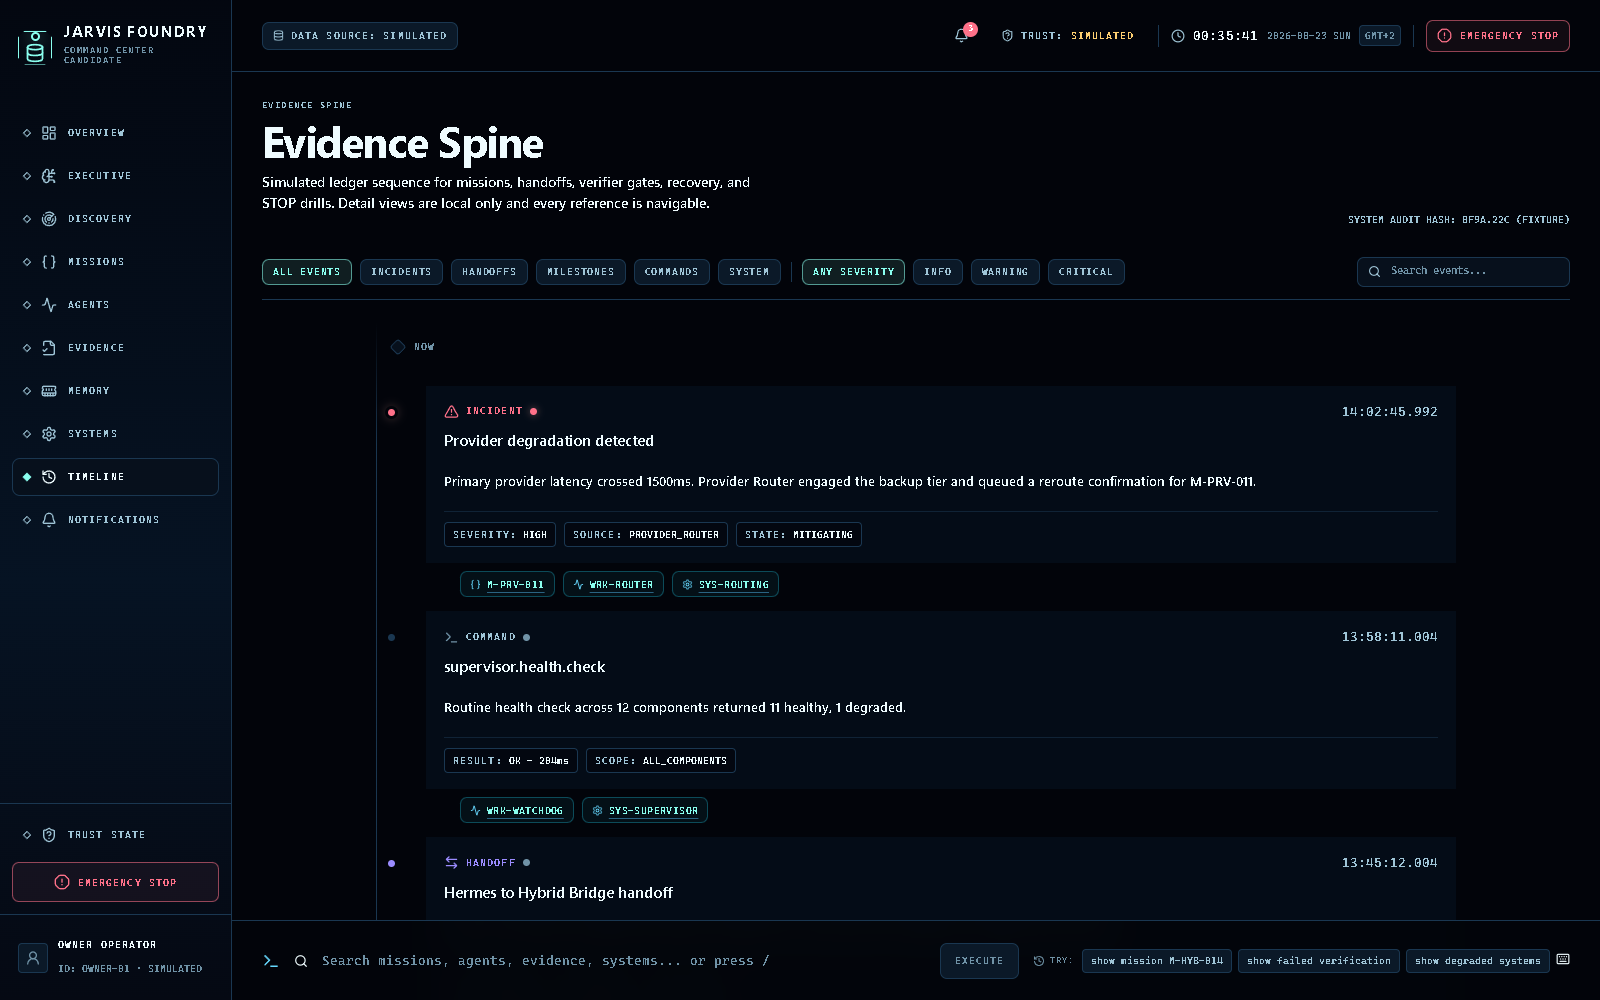 JARVIS FOUNDRY
COMMAND CENTER
CANDIDATE
OVERVIEW
EXECUTIVE
DISCOVERY
MISSIONS
AGENTS
EVIDENCE
MEMORY
SYSTEMS
TIMELINE
NOTIFICATIONS
TRUST STATE
EMERGENCY STOP
OWNER OPERATOR
ID: OWNER-01 • SIMULATED
DATA SOURCE: SIMULATED
3
TRUST: SIMULATED
00:35:41 2026-08-23 SUN GMT+2
EMERGENCY STOP
EVIDENCE SPINE
Evidence Spine
Simulated ledger sequence for missions, handoffs, verifier gates, recovery, and
STOP drills. Detail views are local only and every reference is navigable.
SYSTEM AUDIT HASH: 8F9A.22C (FIXTURE)
ALL EVENTS INCIDENTS HANDOFFS MILESTONES COMMANDS SYSTEM ANY SEVERITY INFO WARNING CRITICAL Search events...
NOW
INCIDENT 14:02:45.992
Provider degradation detected
Primary provider latency crossed 1500ms. Provider Router engaged the backup tier and queued a reroute confirmation for M-PRV-011.
SEVERITY: HIGH SOURCE: PROVIDER_ROUTER STATE: MITIGATING
M-PRV-011 WRK-ROUTER SYS-ROUTING
COMMAND 13:58:11.004
supervisor.health.check
Routine health check across 12 components returned 11 healthy, 1 degraded.
RESULT: OK — 204ms SCOPE: ALL_COMPONENTS
WRK-WATCHDOG SYS-SUPERVISOR
HANDOFF 13:45:12.004
Hermes to Hybrid Bridge handoff
Search missions, agents, evidence, systems... or press /
EXECUTE
TRY: show mission M-HYB-014 show failed verification show degraded systems